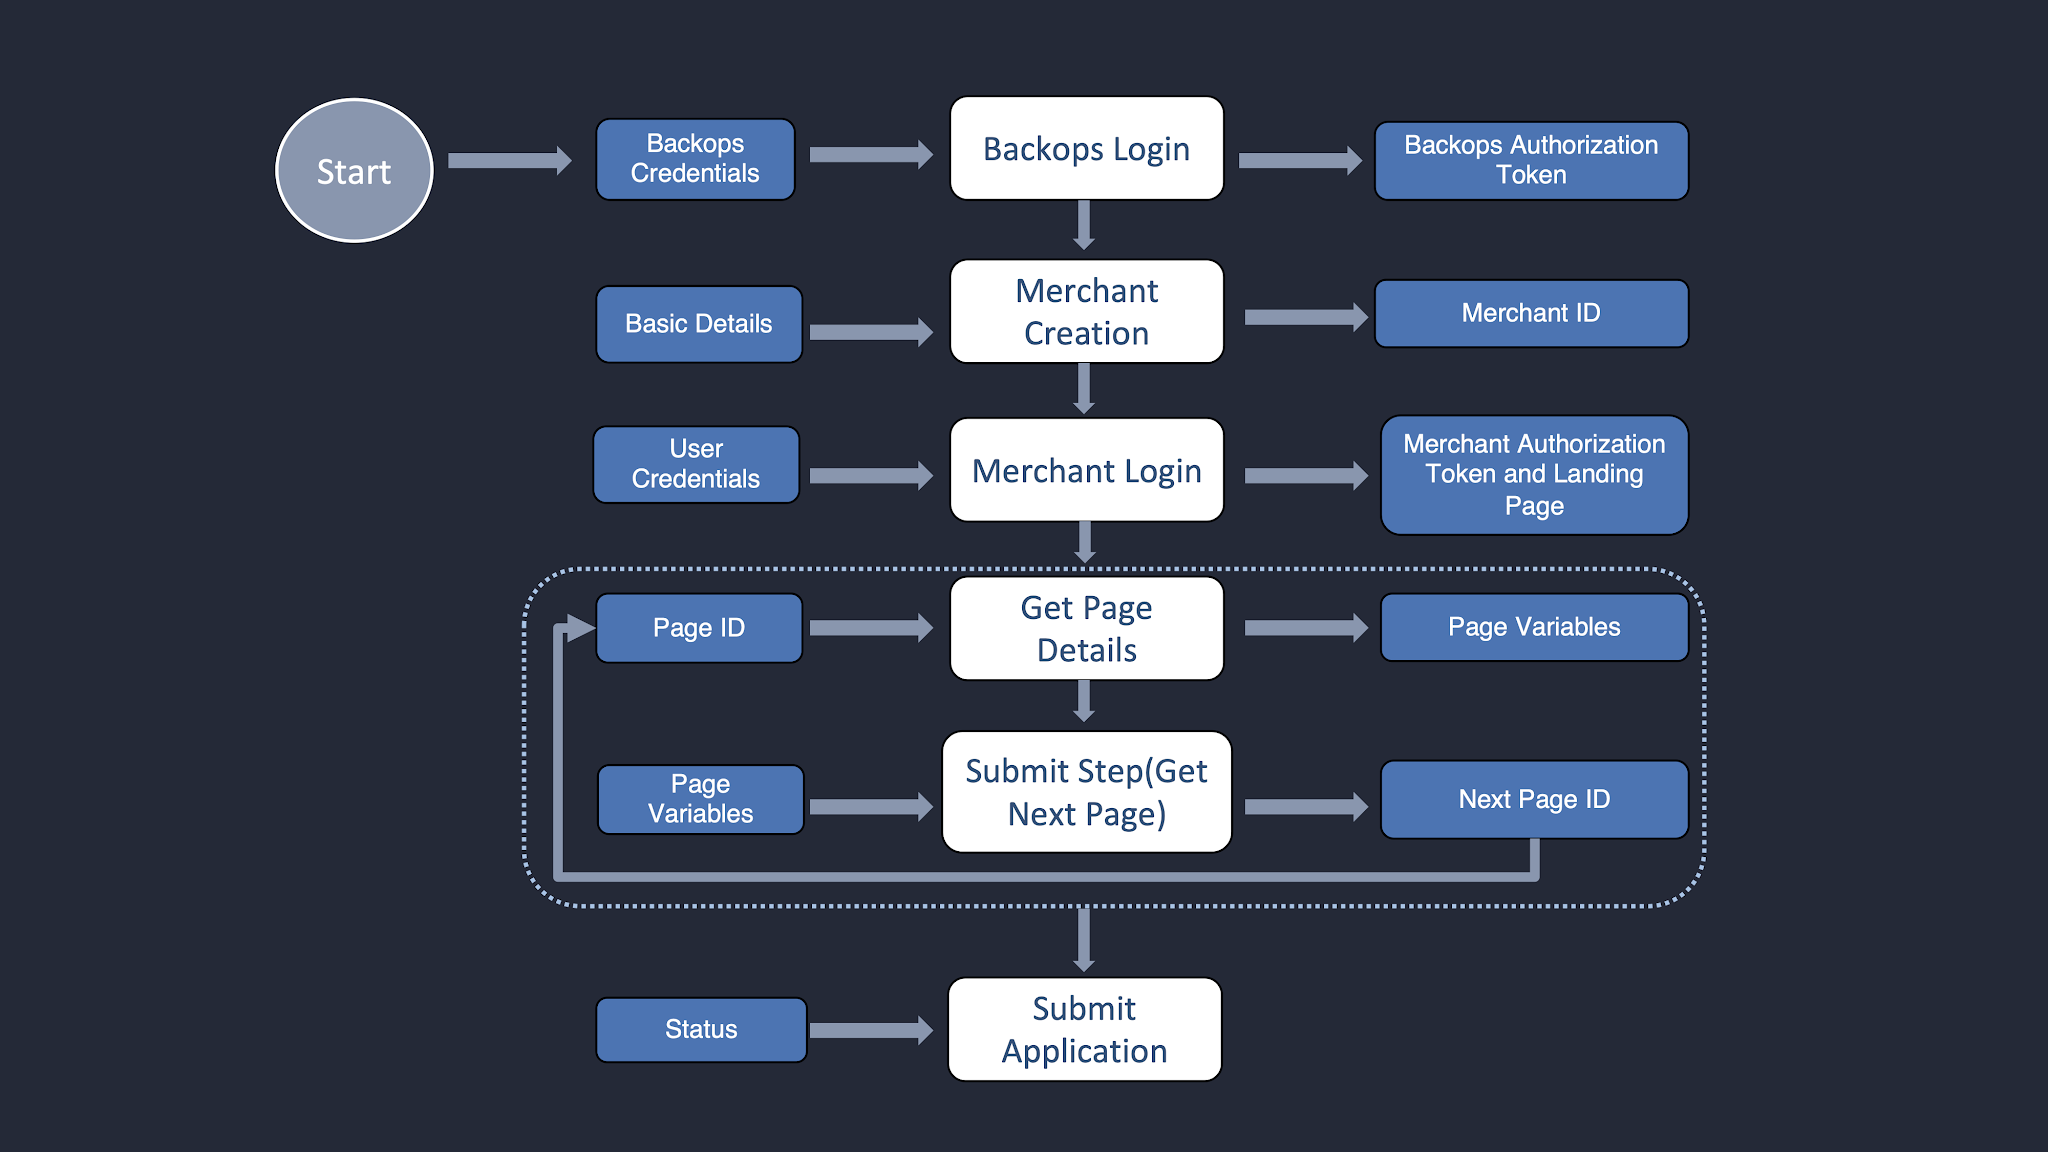 Start
Backops
Credentials
Backops Login
Backops Authorization
Token
Basic Details
Merchant
Creation
Merchant ID
User
Credentials
Merchant Login
Merchant Authorization
Token and Landing
Page
Page ID
Get Page
Details
Page Variables
Page
Variables
Submit Step(Get
Next Page)
Next Page ID
Status
Submit
Application